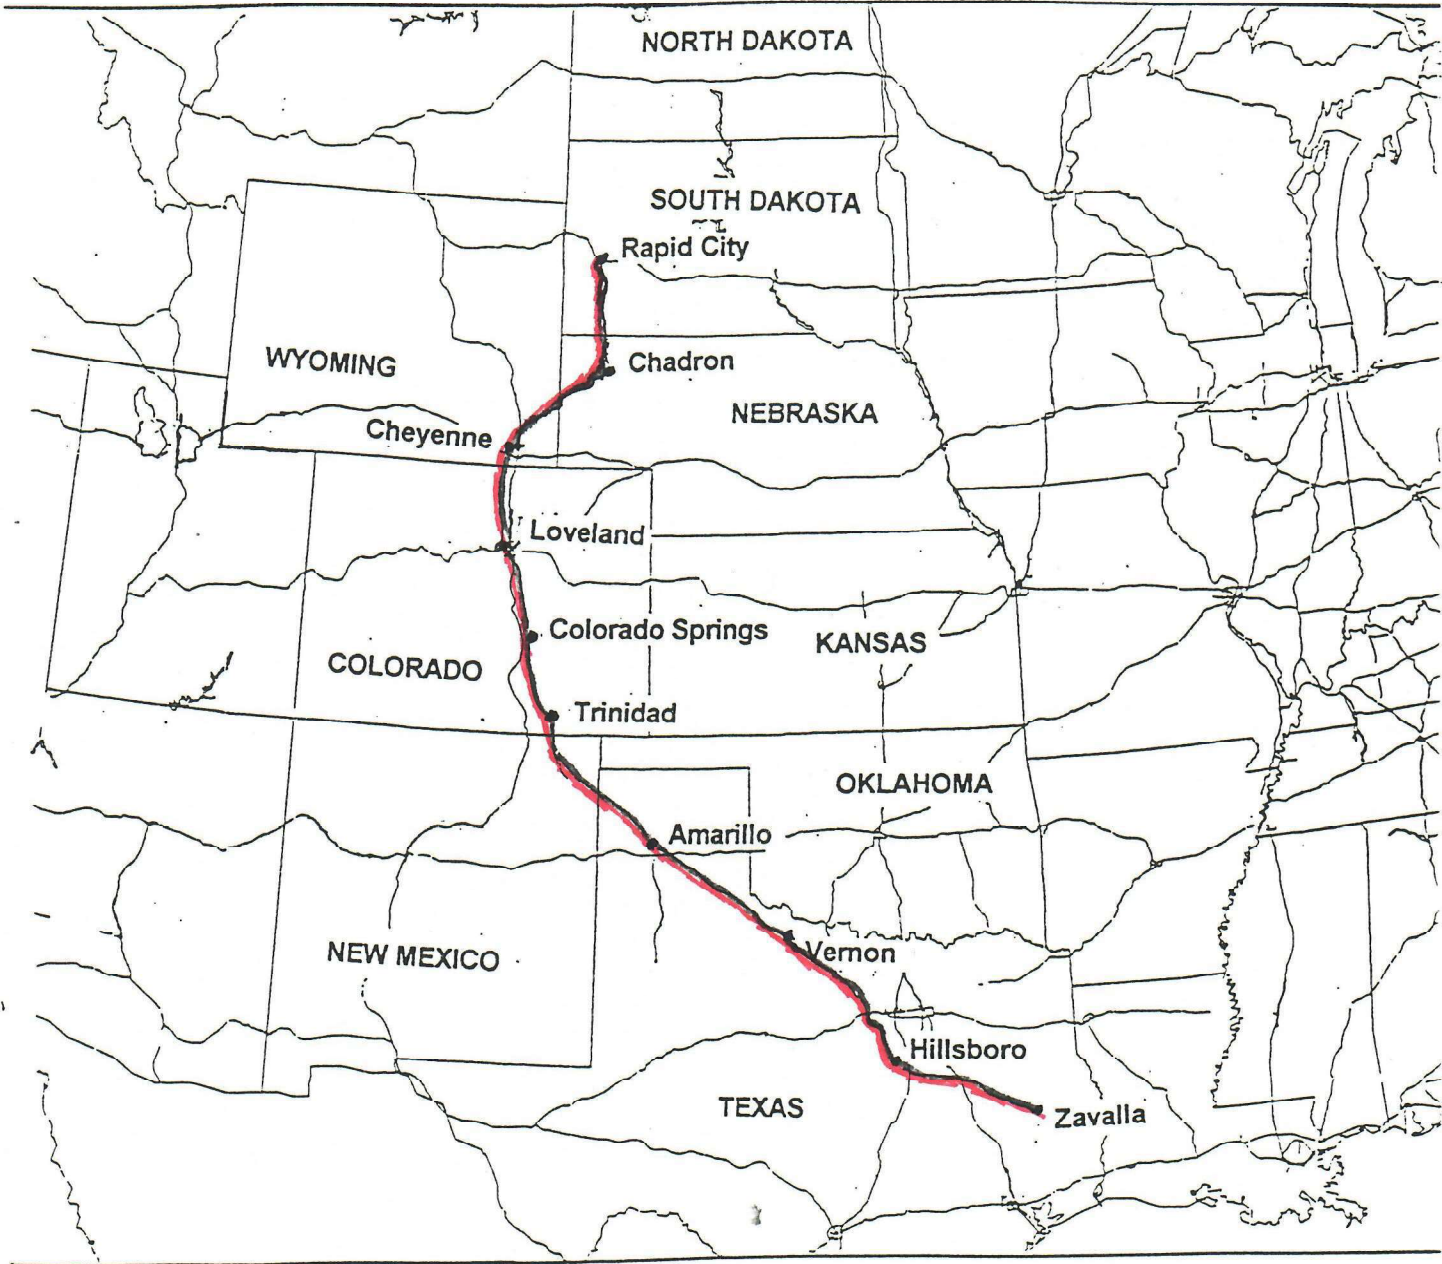 NORTH DAKOTA
SOUTH DAKOTA
Rapid City
WYOMING
Chadron
NEBRASKA
Cheyenne
Loveland
Colorado Springs
KANSAS
COLORADO
Trinidad
OKLAHOMA
Amarillo
NEW MEXICO
Vernon
Hillsboro
TEXAS
Zavalla